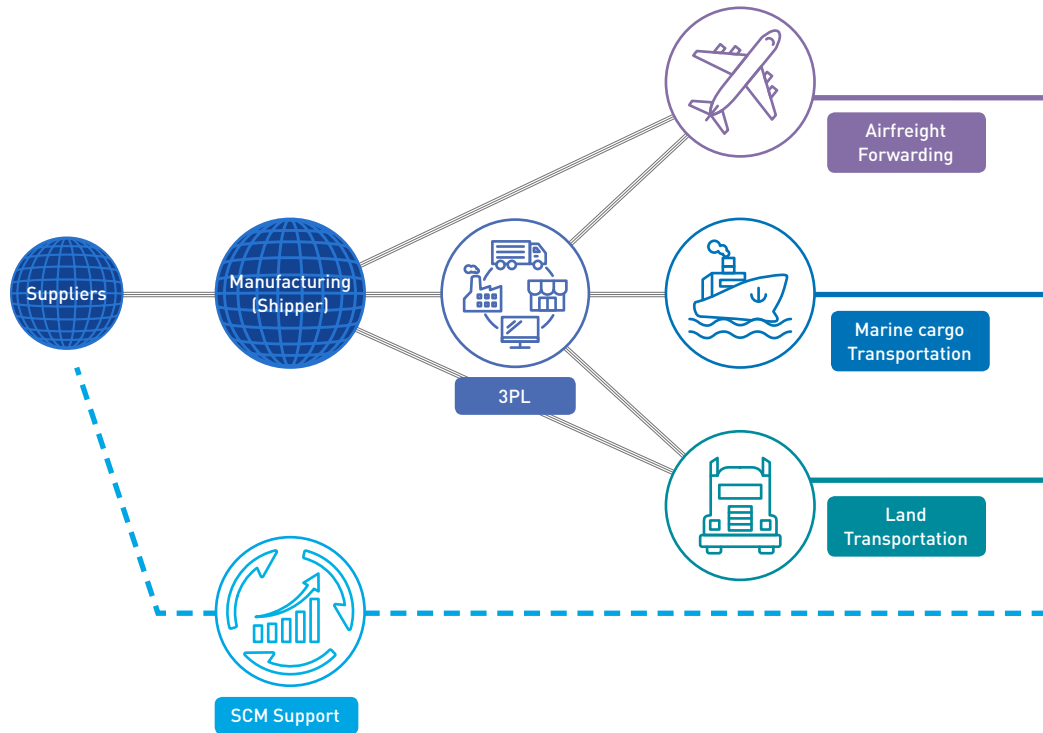 Airfreight
Forwarding
Suppliers
Manufacturing
(Shipper)
3PL
Marine cargo
Transportation
Land
Transportation
SCM Support